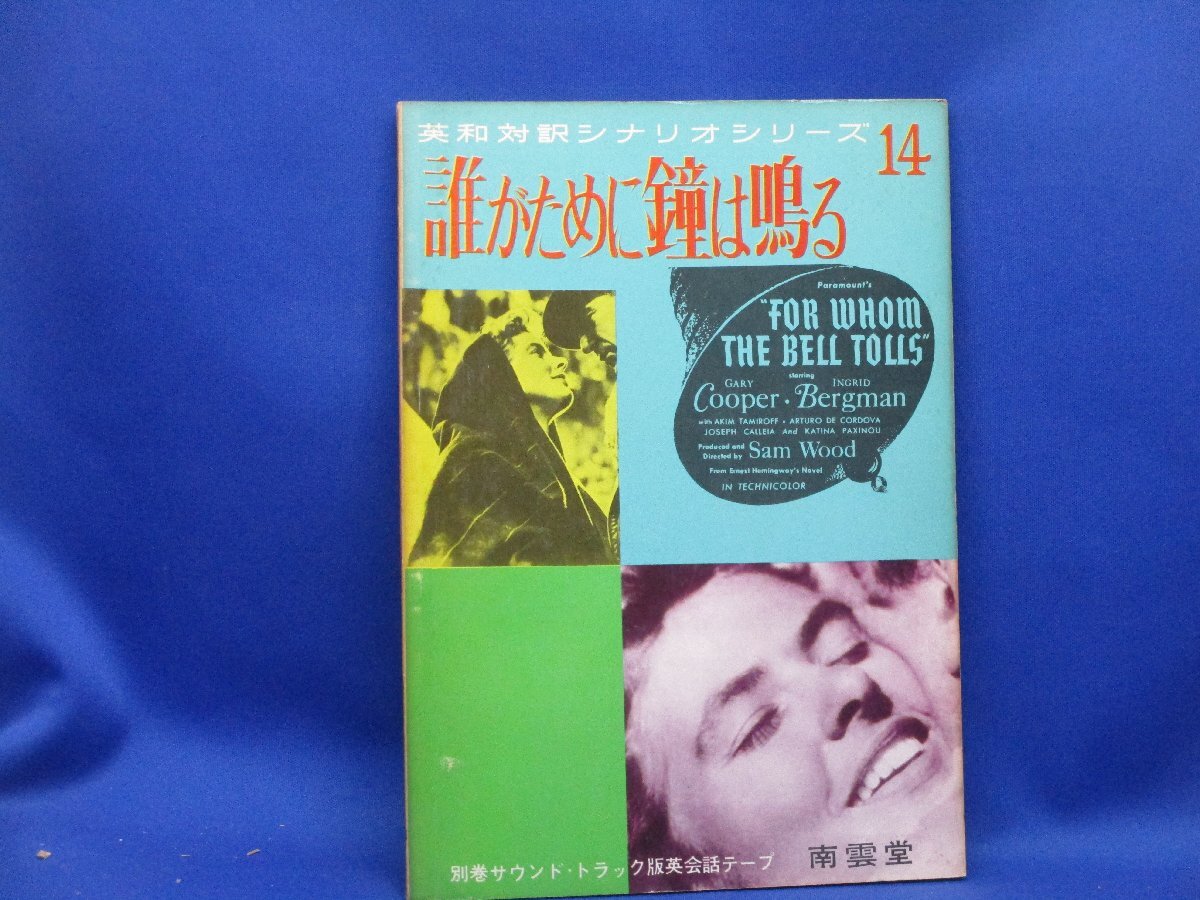 英和対訳シナリオシリーズ 14
誰がために鐘は鳴る
Paramount's
"FOR WHOM
THE BELL TOLLS"
starring
GARY INGRID
Cooper · Bergman
with AKIM TAMIROFF · ARTURO DE CORDOVA
JOSEPH CALLEIA And KATINA PAXINOU
Produced and
Directed by Sam Wood
From Ernest Hemingway's Novel
IN TECHNICOLOR
別巻サウンド・トラック版英会話テープ 南雲堂